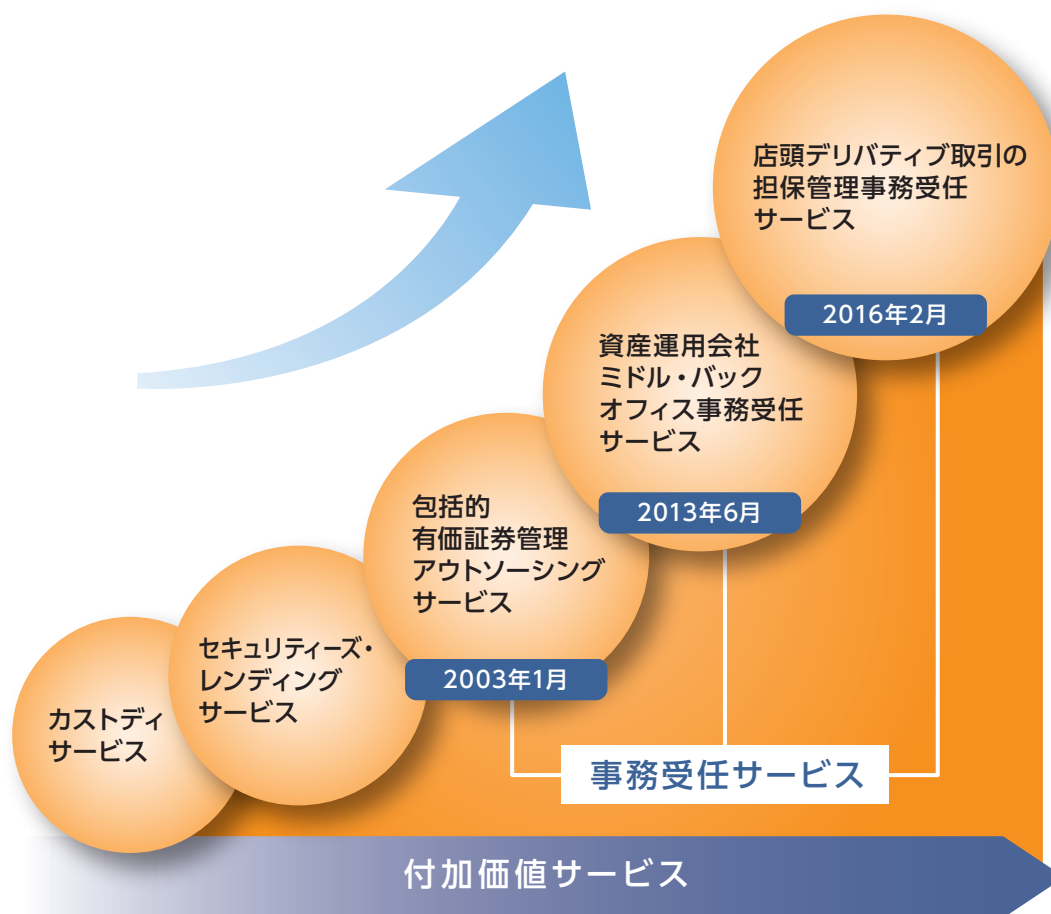 店頭デリバティブ取引の
担保管理事務受任
サービス
2016年2月
資産運用会社
ミドル・バック
オフィス事務受任
サービス
2013年6月
包括的
有価証券管理
アウトソーシング
サービス
2003年1月
セキュリティーズ・
レンディング
サービス
カストディ
サービス
事務受任サービス
付加価値サービス